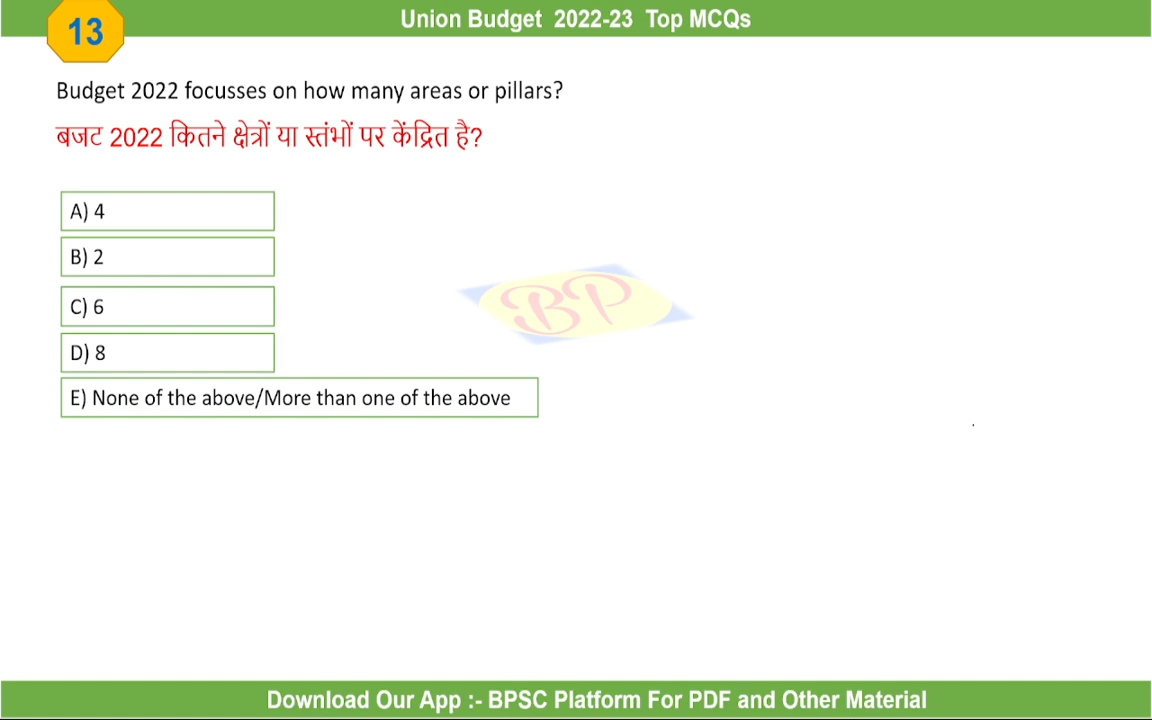 Union Budget 2022-23 Top MCQs
13
Budget 2022 focusses on how many areas or pillars?
बजट 2022 कितने क्षेत्रों या स्तंभों पर केंद्रित है?
A) 4
B) 2
C) 6
D) 8
E) None of the above/More than one of the above
BP
Download Our App :- BPSC Platform For PDF and Other Material